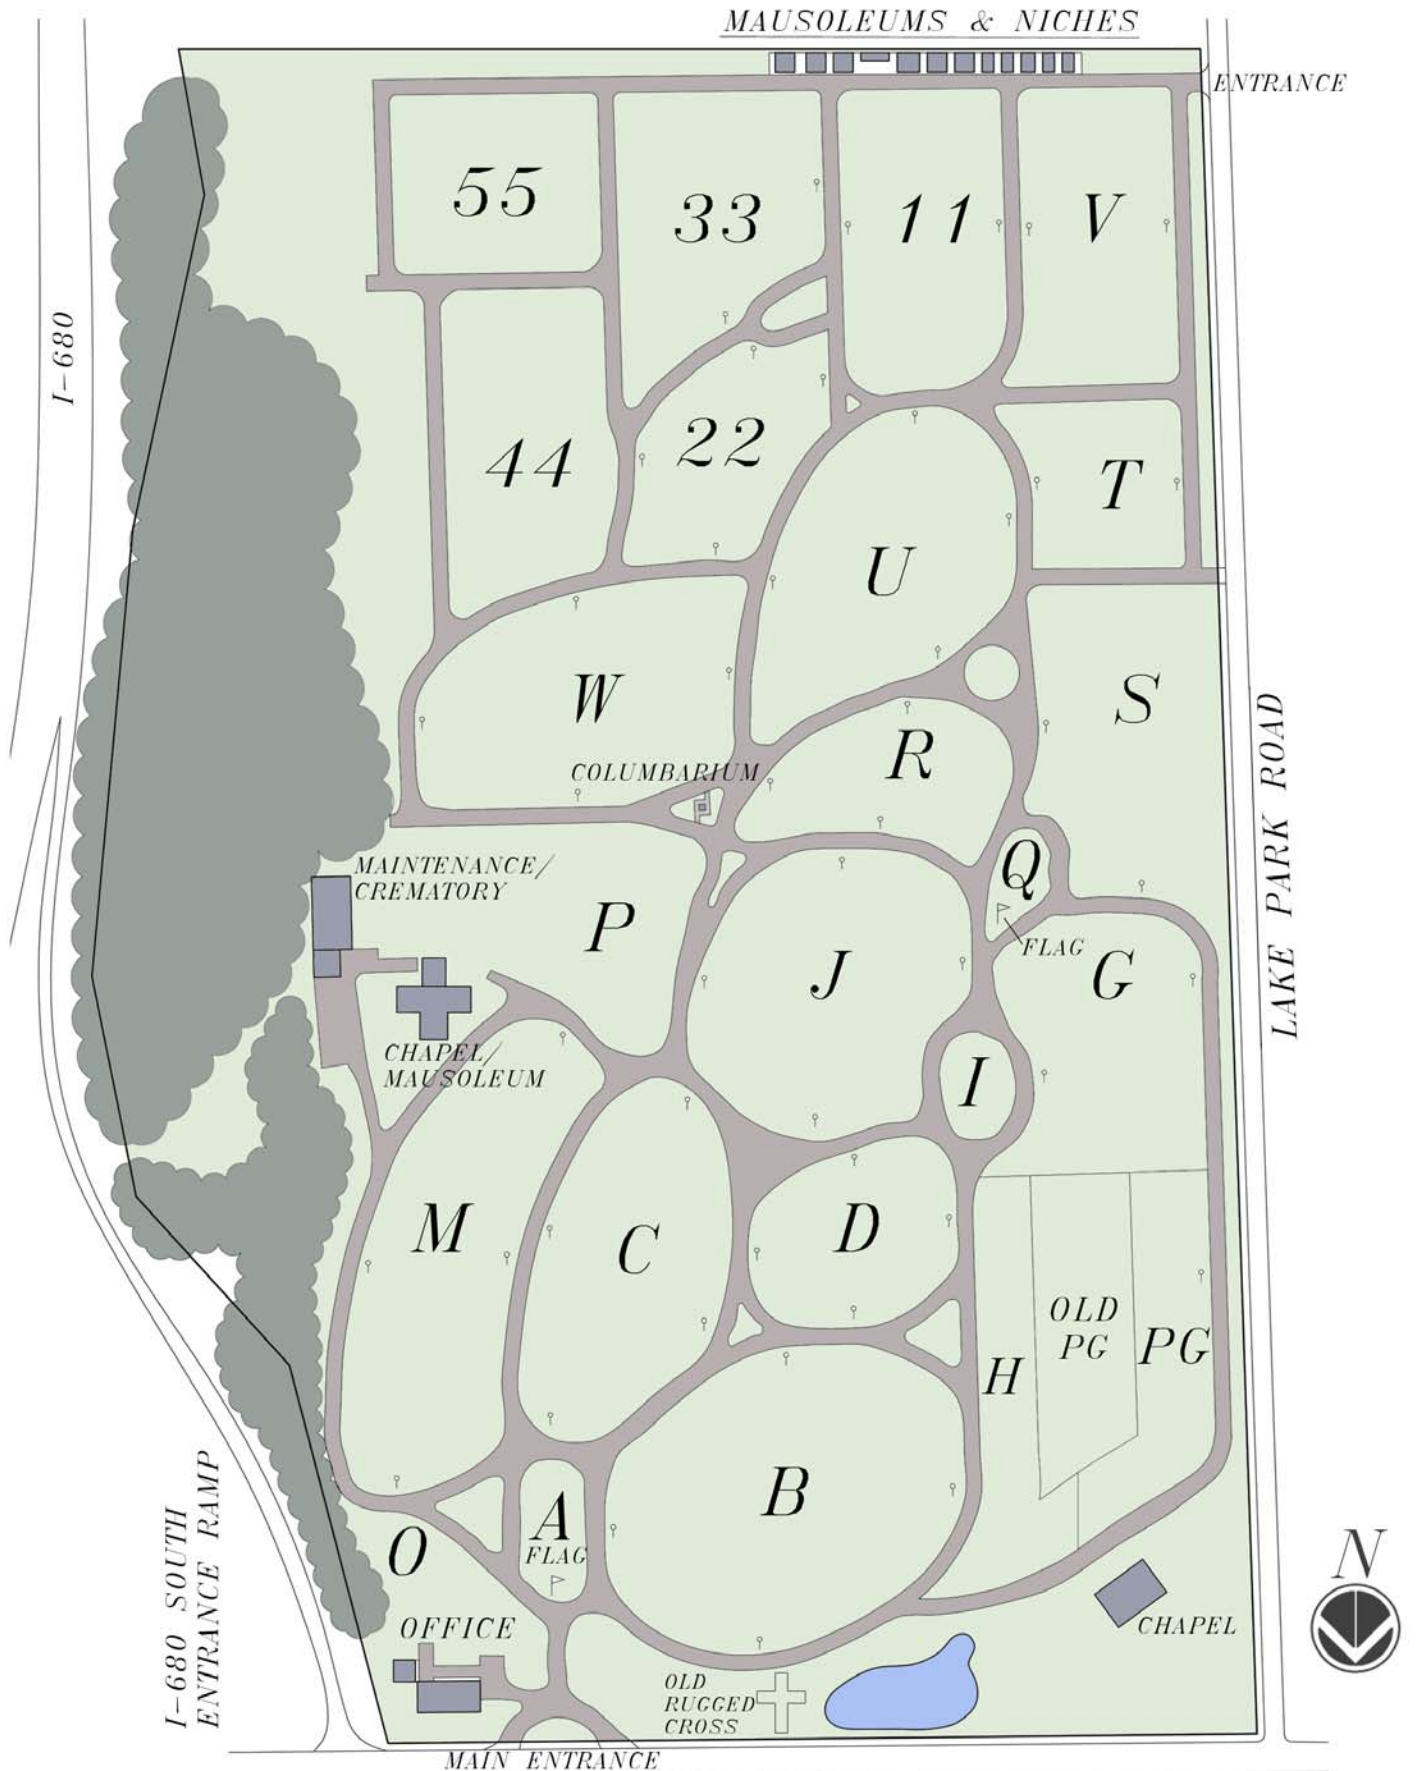 MAUSOLEUMS & NICHES
ENTRANCE
55
33
11
V
I-680
44
22
T
U
W
S
R
COLUMBARIUM
LAKE PARK ROAD
MAINTENANCE/
CREMATORY
Q
P
FLAG
J
G
CHAPEL/
MAUSOLEUM
I
M
C
D
OLD
PG
PG
H
B
A
FLAG
O
I-680 SOUTH
ENTRANCE RAMP
N
OFFICE
CHAPEL
OLD
RUGGED
CROSS
MAIN ENTRANCE